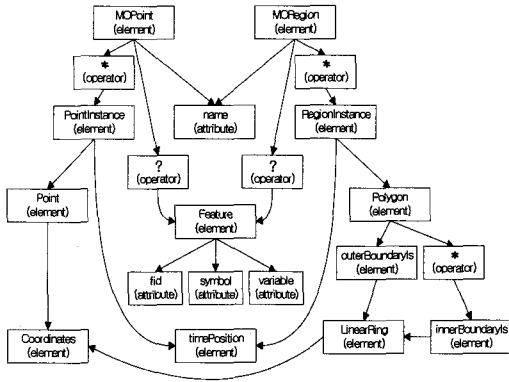 MOPoint
(element)
MORegion
(element)
*
(operator)
*
(operator)
PointInstance
(element)
name
(attribute)
RegionInstance
(element)
?
(operator)
?
(operator)
Point
(element)
Polygon
(element)
Feature
(element)
outerBoundaryIs
(element)
*
(operator)
fid
(attribute)
symbol
(attribute)
variable
(attribute)
Coordinates
(element)
timePosition
(element)
LinearRing
(element)
innerBoundaryIs
(element)